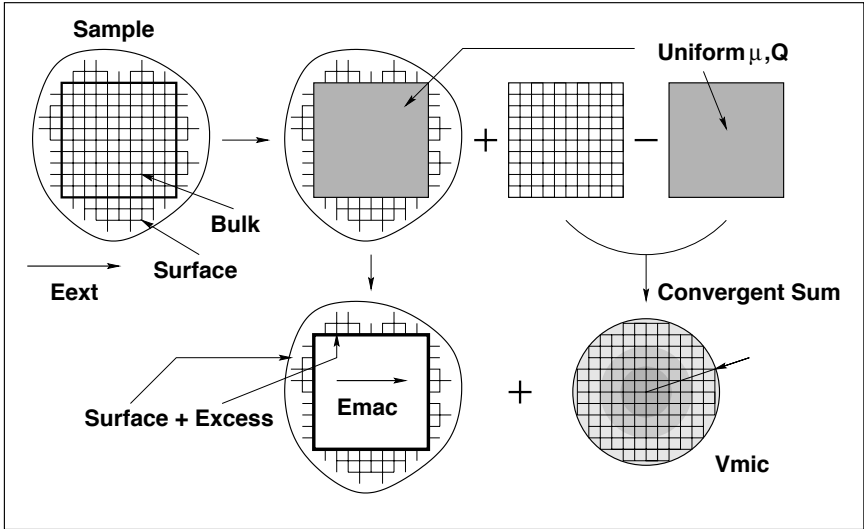 Sample
Uniform μ,Q
+
−
Bulk
Surface
Eext
Convergent Sum
Surface + Excess
Emac
+
Vmic